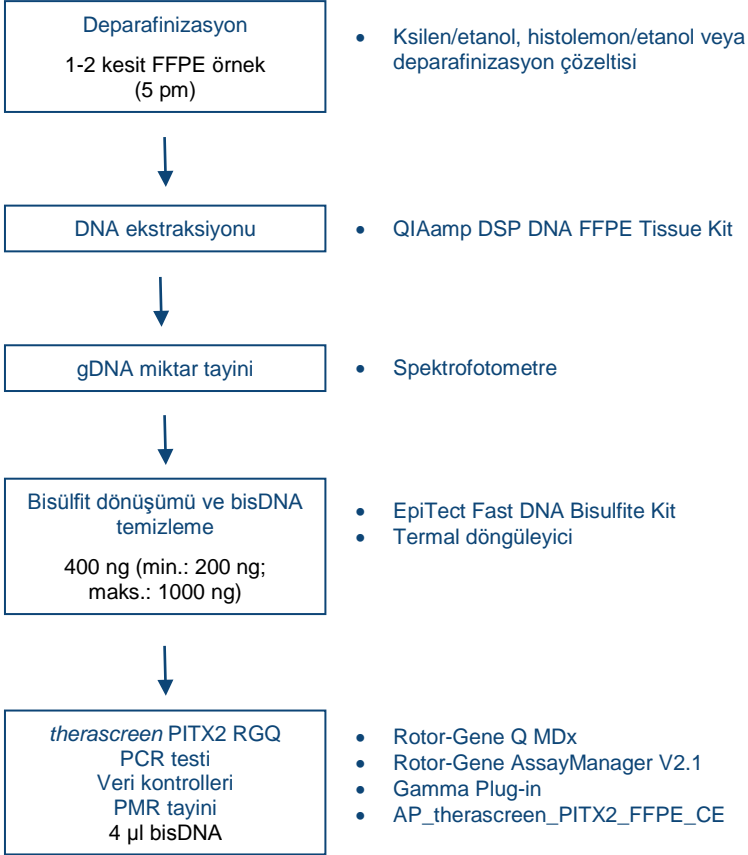 Deparafinizasyon
1-2 kesit FFPE örnek
(5 pm)
• Ksilen/etanol, histolemon/etanol veya
deparafinizasyon çözeltisi
DNA ekstraksiyonu
• QIAamp DSP DNA FFPE Tissue Kit
gDNA miktar tayini
• Spektrofotometre
Bisülfit dönüşümü ve bisDNA
temizleme
400 ng (min.: 200 ng;
maks.: 1000 ng)
• EpiTect Fast DNA Bisulfite Kit
• Termal döngüleyici
therascreen PITX2 RGQ
PCR testi
Veri kontrolleri
PMR tayini
4 µl bisDNA
• Rotor-Gene Q MDx
• Rotor-Gene AssayManager V2.1
• Gamma Plug-in
• AP_therascreen_PITX2_FFPE_CE